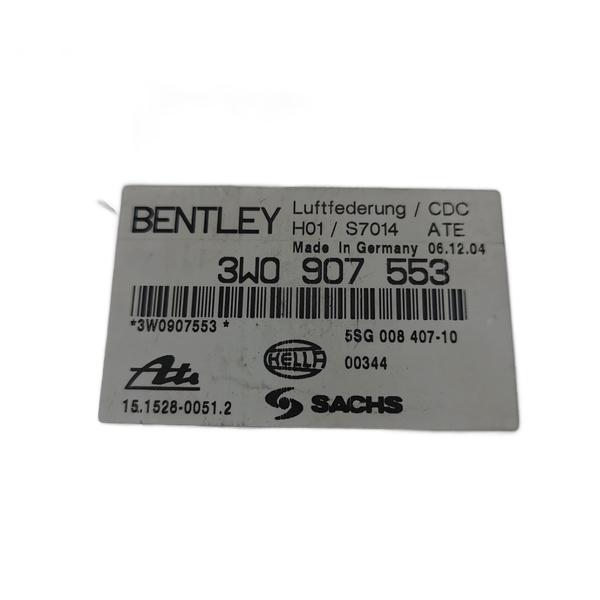 BENTLEY Luftfederung / CDC
H01 / S7014 ATE
Made In Germany 06.12.04
3W0 907 553
*3W0907553*
5SG 008 407-10
HELLA 00344
Ate
15.1528-0051.2
SACHS